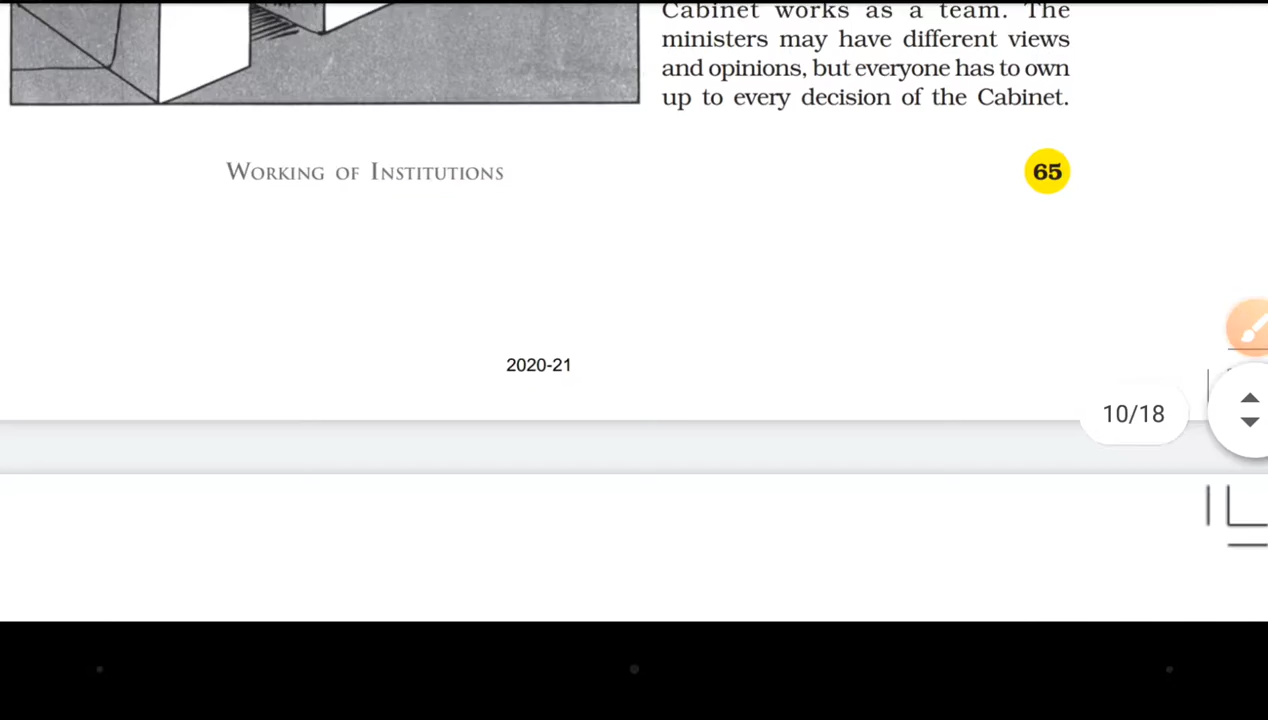 Cabinet works as a team. The
ministers may have different views
and opinions, but everyone has to own
up to every decision of the Cabinet.
WORKING OF INSTITUTIONS
65
2020-21
10/18